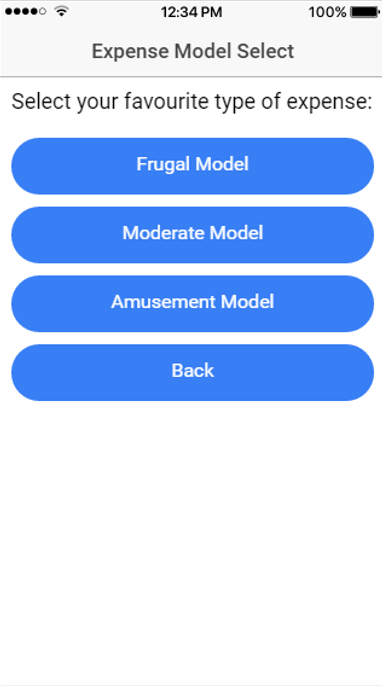 12:34 PM 100%
Expense Model Select
Select your favourite type of expense:
Frugal Model
Moderate Model
Amusement Model
Back